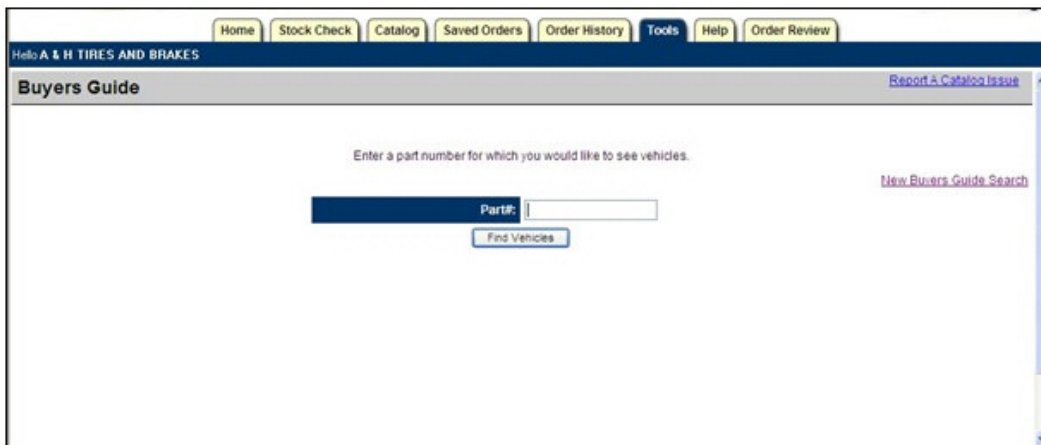 Home Stock Check Catalog Saved Orders Order History Tools Help Order Review
Hello A & H TIRES AND BRAKES
Buyers Guide Report A Catalog Issue
Enter a part number for which you would like to see vehicles.
New Buyers Guide Search
Part#:
Find Vehicles